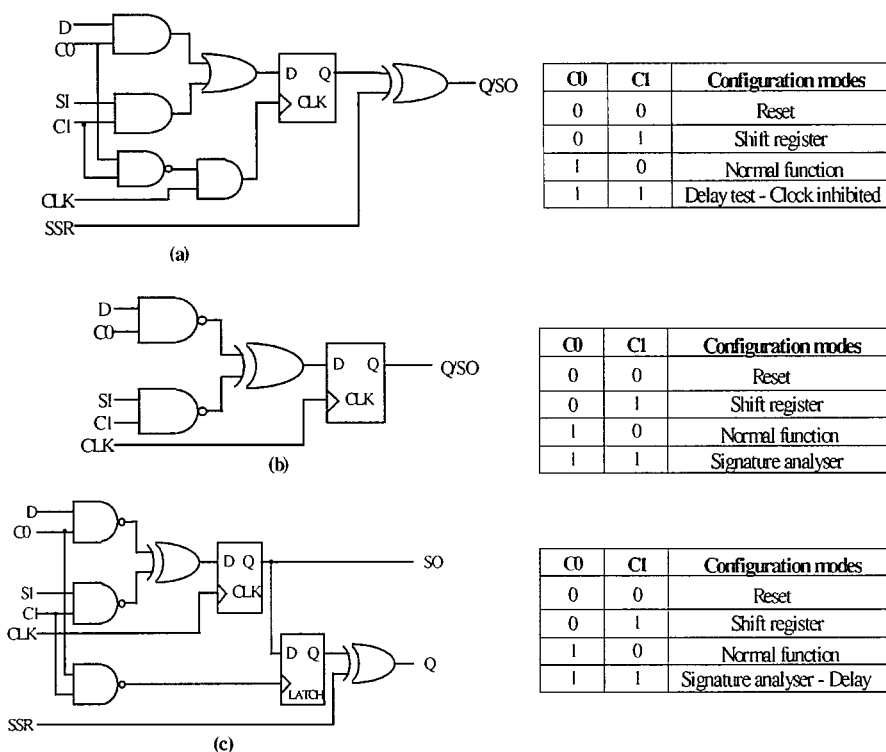 D
C0
SI
C1
CLK
SSR
D Q
CLK
Q/SO
(a)
C0 C1 Configuration modes
0 0 Reset
0 1 Shift register
1 0 Normal function
1 1 Delay test - Clock inhibited
D
C0
SI
C1
CLK
D Q
CLK
Q/SO
(b)
C0 C1 Configuration modes
0 0 Reset
0 1 Shift register
1 0 Normal function
1 1 Signature analyser
D
C0
SI
C1
CLK
SSR
D Q
CLK
SO
D Q
LATCH
Q
(c)
C0 C1 Configuration modes
0 0 Reset
0 1 Shift register
1 0 Normal function
1 1 Signature analyser - Delay